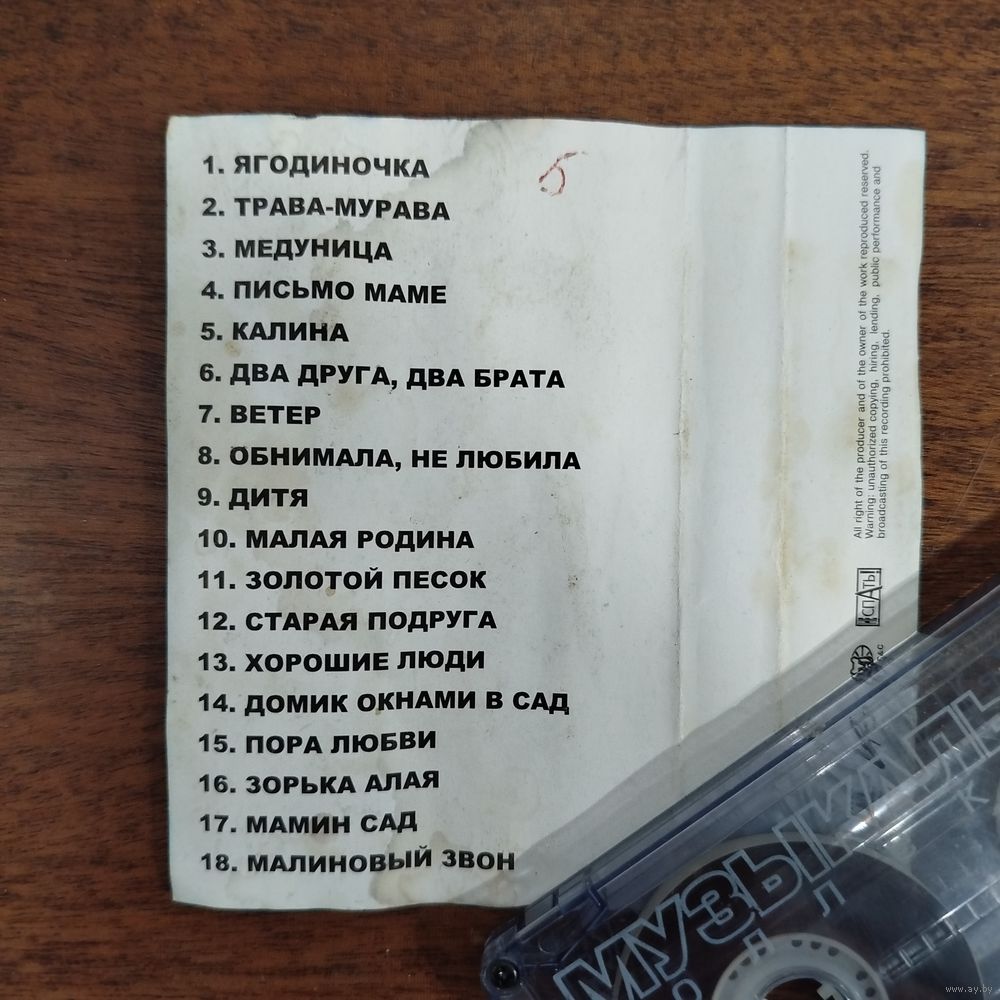 1. ЯГОДИНОЧКА
2. ТРАВА-МУРАВА
3. МЕДУНИЦА
4. ПИСЬМО МАМЕ
5. КАЛИНА
6. ДВА ДРУГА, ДВА БРАТА
7. ВЕТЕР
8. ОБНИМАЛА, НЕ ЛЮБИЛА
9. ДИТЯ
10. МАЛАЯ РОДИНА
11. ЗОЛОТОЙ ПЕСОК
12. СТАРАЯ ПОДРУГА
13. ХОРОШИЕ ЛЮДИ
14. ДОМИК ОКНАМИ В САД
15. ПОРА ЛЮБВИ
16. ЗОРЬКА АЛАЯ
17. МАМИН САД
18. МАЛИНОВЫЙ ЗВОН
All right of the producer and of the owner of the work reproduced reserved.
Warning: unauthorized copying, hiring, lending, public performance and
broadcasting of this recording prohibited.
www.ay.by